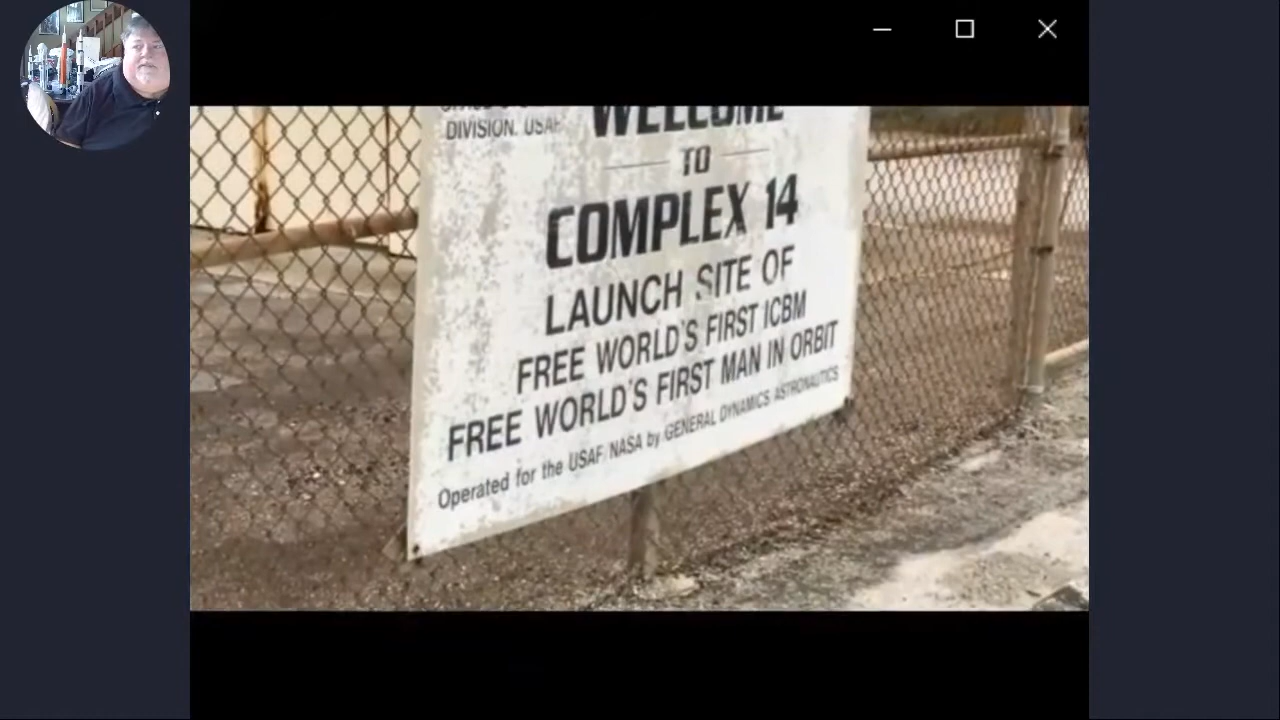 DIVISION. USAF
WELCOME
TO
COMPLEX 14
LAUNCH SITE OF
FREE WORLD'S FIRST ICBM
FREE WORLD'S FIRST MAN IN ORBIT
Operated for the USAF/NASA by GENERAL DYNAMICS ASTRONAUTICS